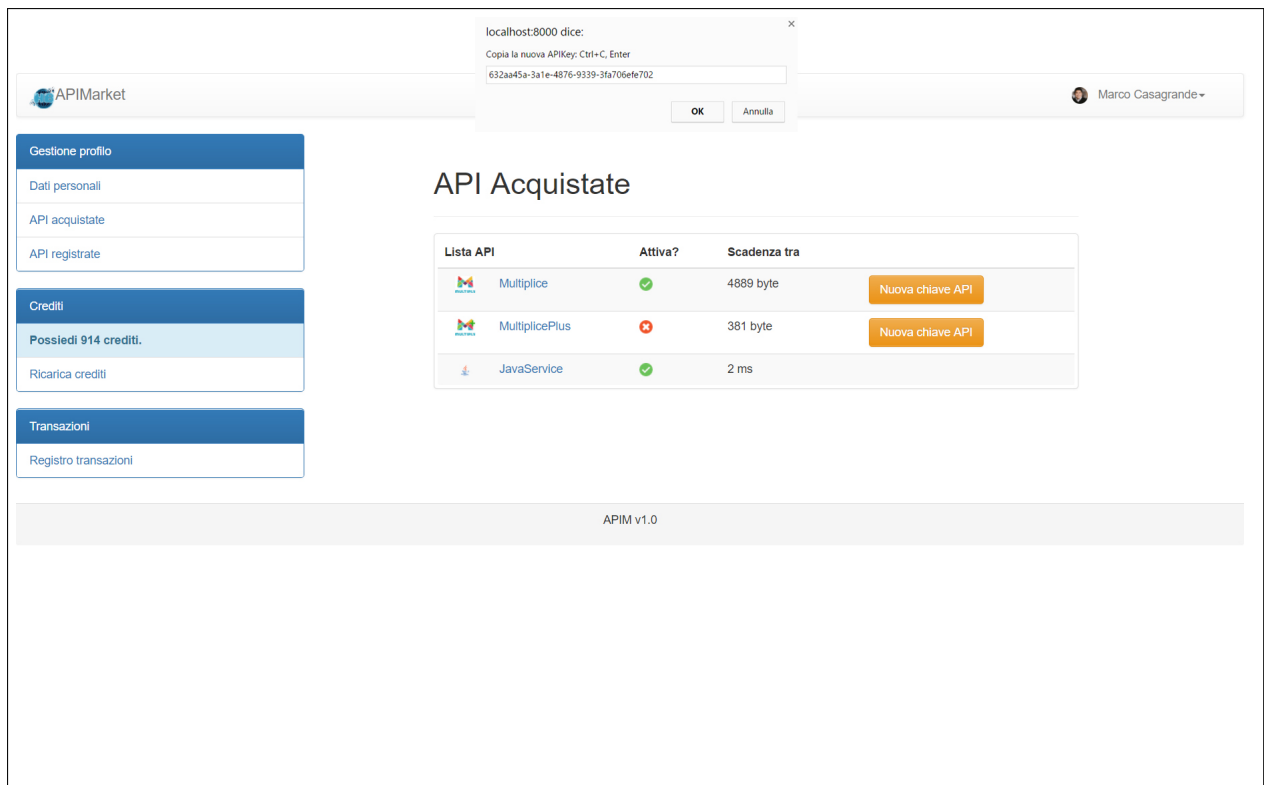 localhost:8000 dice:
Copia la nuova APIKey: Ctrl+C, Enter
632aa45a-3a1e-4876-9339-3fa706efe702
OK Annulla
APIMarket
Marco Casagrande
Gestione profilo
Dati personali
API acquistate
API registrate
Crediti
Possiedi 914 crediti.
Ricarica crediti
Transazioni
Registro transazioni
API Acquistate
Lista API Attiva? Scadenza tra
Multiplice 4889 byte Nuova chiave API
MultiplicePlus 381 byte Nuova chiave API
JavaService 2 ms
APIM v1.0